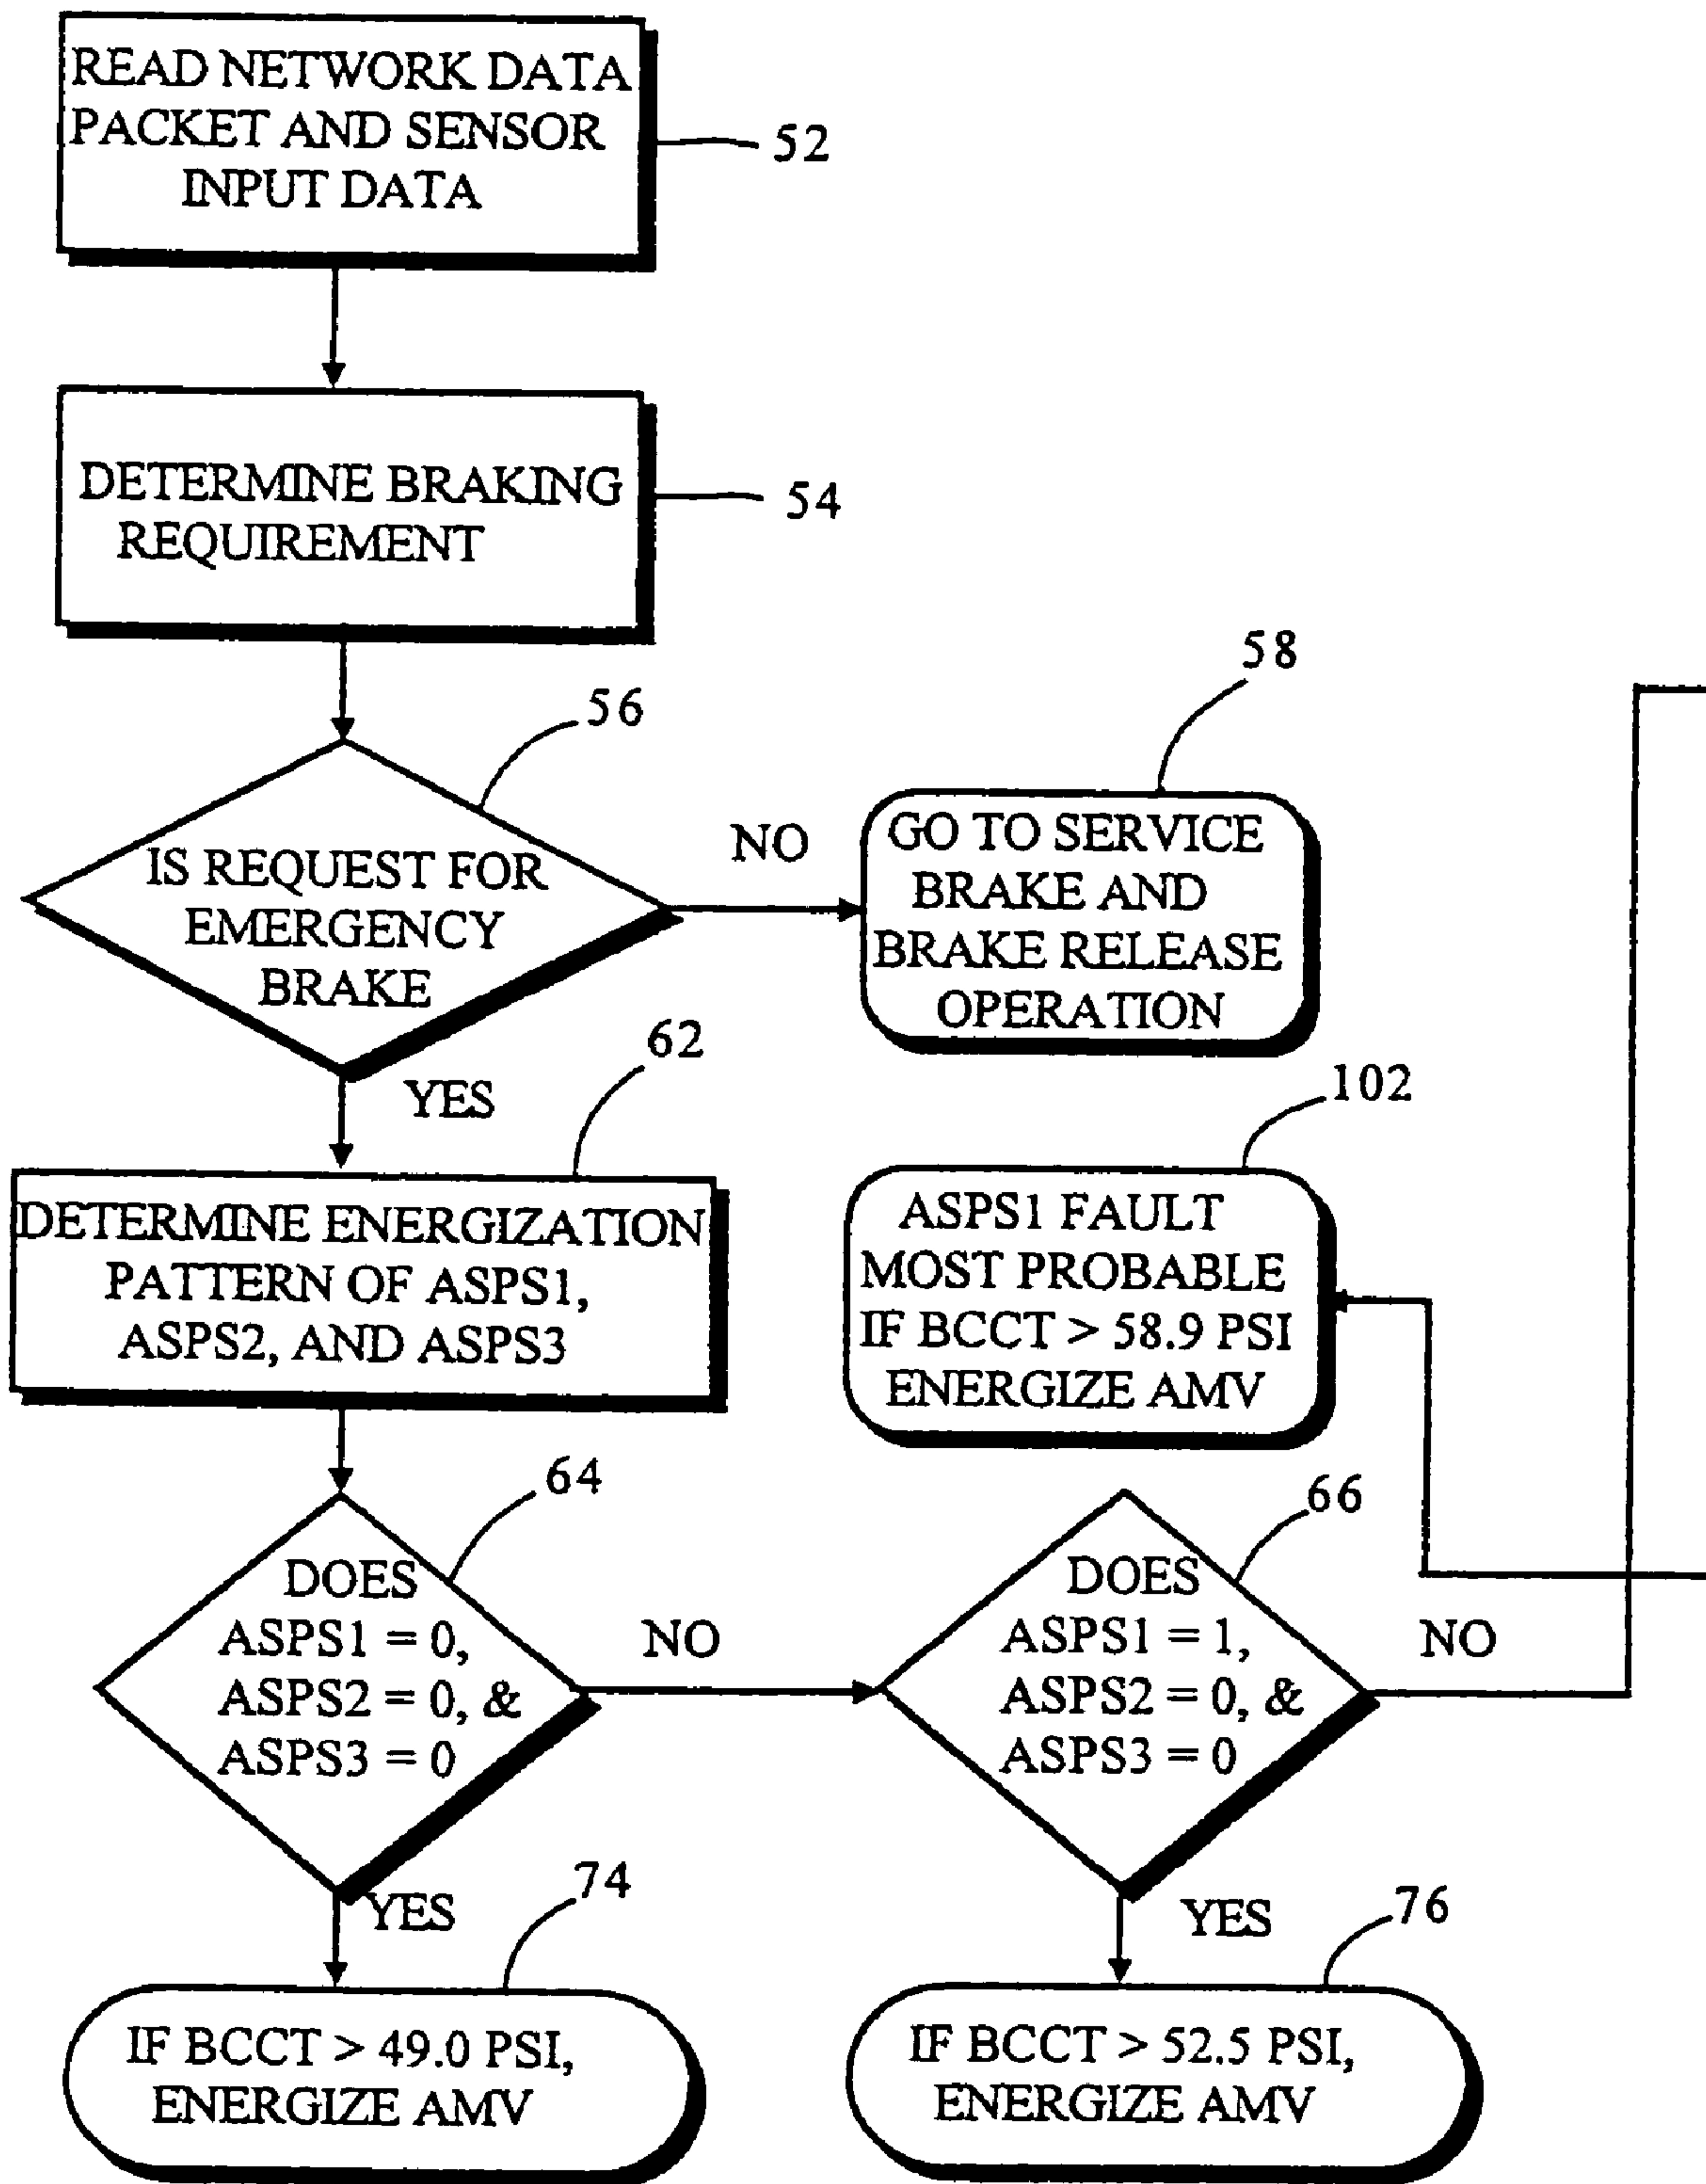 READ NETWORK DATA
PACKET AND SENSOR
INPUT DATA
52
DETERMINE BRAKING
REQUIREMENT
54
56
IS REQUEST FOR
EMERGENCY
BRAKE
NO
58
GO TO SERVICE
BRAKE AND
BRAKE RELEASE
OPERATION
YES
62
DETERMINE ENERGIZATION
PATTERN OF ASPS1,
ASPS2, AND ASPS3
102
ASPS1 FAULT
MOST PROBABLE
IF BCCT > 58.9 PSI
ENERGIZE AMV
64
DOES
ASPS1 = 0,
ASPS2 = 0, &
ASPS3 = 0
NO
66
DOES
ASPS1 = 1,
ASPS2 = 0, &
ASPS3 = 0
NO
YES
74
IF BCCT > 49.0 PSI,
ENERGIZE AMV
YES
76
IF BCCT > 52.5 PSI,
ENERGIZE AMV